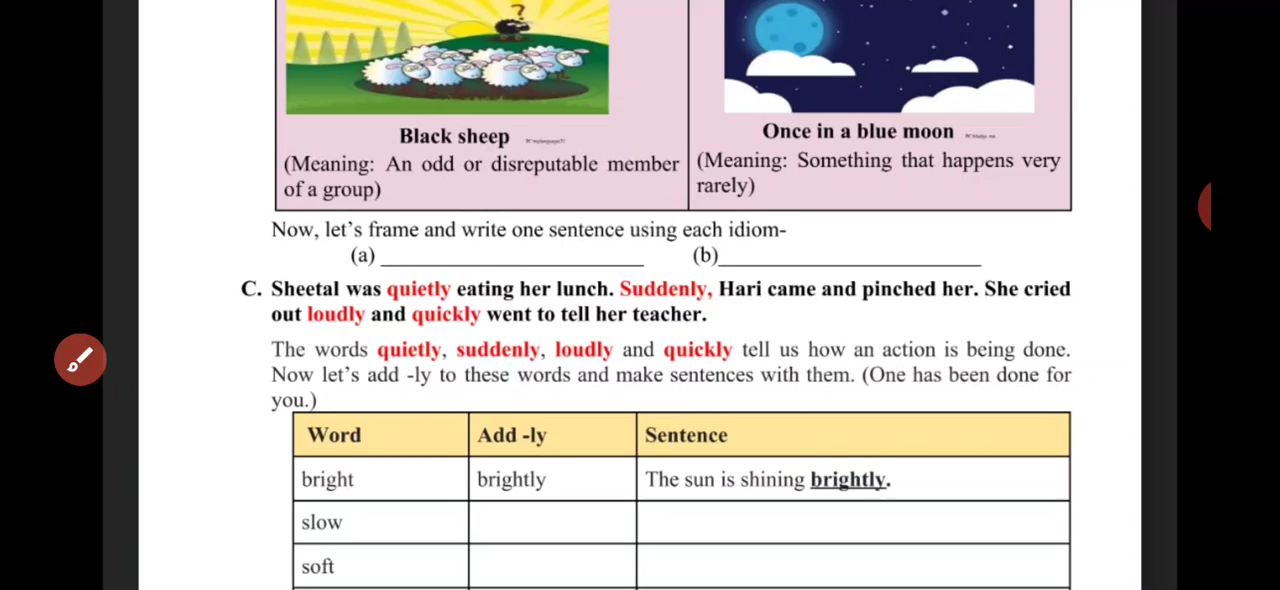 ?
Black sheep
Once in a blue moon
(Meaning: An odd or disreputable member
of a group)
(Meaning: Something that happens very
rarely)
Now, let’s frame and write one sentence using each idiom-
(a) (b)
C. Sheetal was quietly eating her lunch. Suddenly, Hari came and pinched her. She cried
out loudly and quickly went to tell her teacher.
The words quietly, suddenly, loudly and quickly tell us how an action is being done.
Now let’s add -ly to these words and make sentences with them. (One has been done for
you.)
Word Add -ly Sentence
bright brightly The sun is shining brightly.
slow
soft